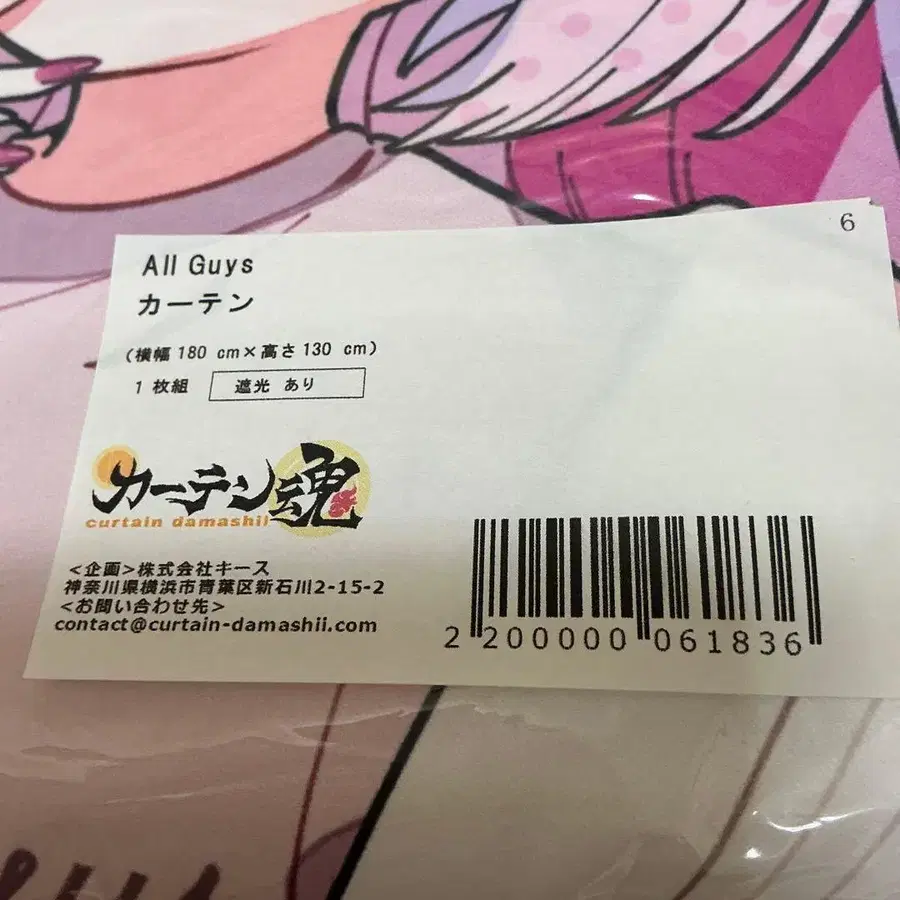 6
All Guys
カーテン
(横幅 180 cm×高さ 130 cm)
1 枚組 遮光 あり
カーテン魂
curtain damashii
<企画>株式会社キース
神奈川県横浜市青葉区新石川2-15-2
<お問い合わせ先>
contact@curtain-damashii.com
2 200000 061836